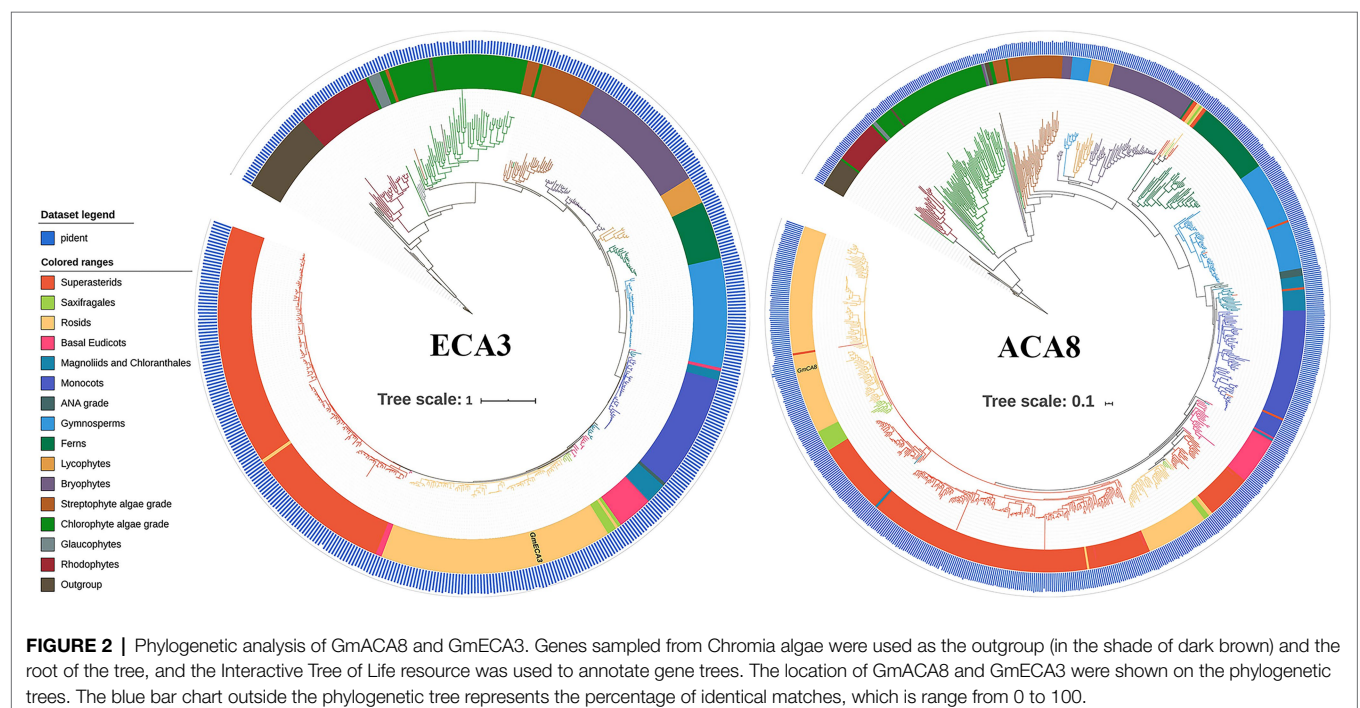 Dataset legend
pident
Colored ranges
Superasterids
Saxifragales
Rosids
Basal Eudicots
Magnoliids and Chloranthales
Monocots
ANA grade
Gymnosperms
Ferns
Lycophytes
Bryophytes
Streptophyte algae grade
Chlorophyte algae grade
Glaucophytes
Rhodophytes
Outgroup
ECA3
Tree scale: 1
GmECA3
ACA8
Tree scale: 0.1
GmCA8
FIGURE 2 | Phylogenetic analysis of GmACA8 and GmECA3. Genes sampled from Chromia algae were used as the outgroup (in the shade of dark brown) and the
root of the tree, and the Interactive Tree of Life resource was used to annotate gene trees. The location of GmACA8 and GmECA3 were shown on the phylogenetic
trees. The blue bar chart outside the phylogenetic tree represents the percentage of identical matches, which is range from 0 to 100.